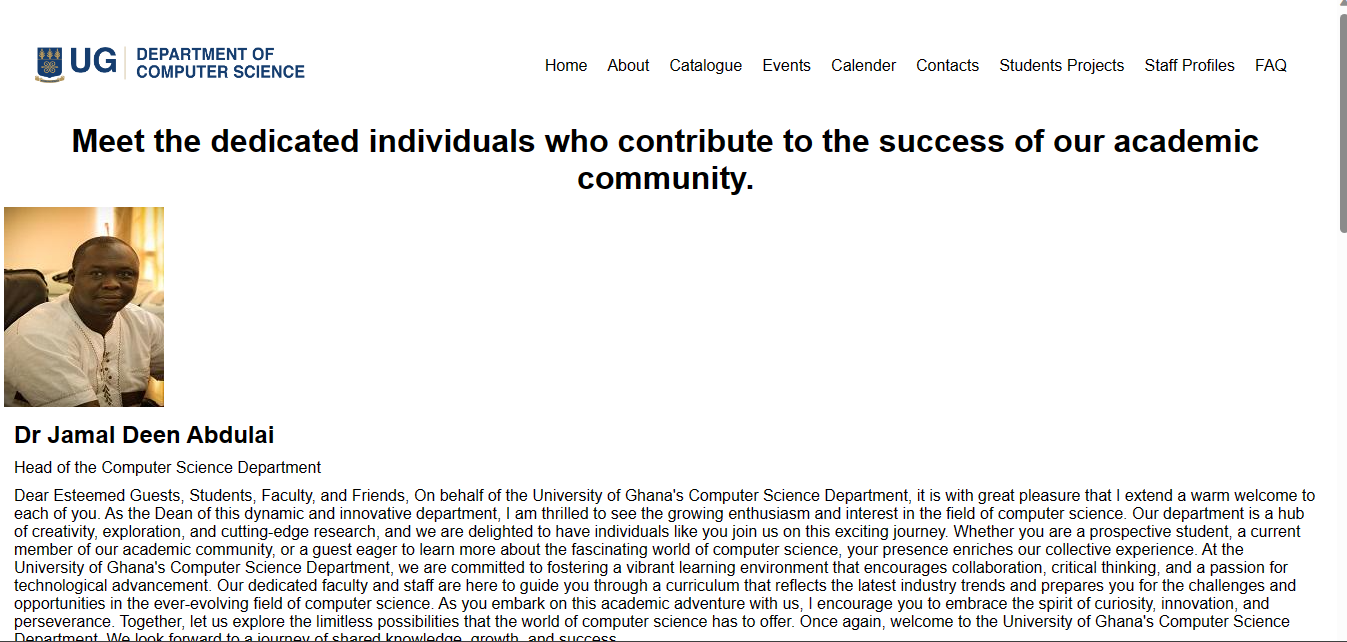 UG
DEPARTMENT OF
COMPUTER SCIENCE
Home About Catalogue Events Calender Contacts Students Projects Staff Profiles FAQ
Meet the dedicated individuals who contribute to the success of our academic
community.
Dr Jamal Deen Abdulai
Head of the Computer Science Department
Dear Esteemed Guests, Students, Faculty, and Friends, On behalf of the University of Ghana's Computer Science Department, it is with great pleasure that I extend a warm welcome to
each of you. As the Dean of this dynamic and innovative department, I am thrilled to see the growing enthusiasm and interest in the field of computer science. Our department is a hub
of creativity, exploration, and cutting-edge research, and we are delighted to have individuals like you join us on this exciting journey. Whether you are a prospective student, a current
member of our academic community, or a guest eager to learn more about the fascinating world of computer science, your presence enriches our collective experience. At the
University of Ghana's Computer Science Department, we are committed to fostering a vibrant learning environment that encourages collaboration, critical thinking, and a passion for
technological advancement. Our dedicated faculty and staff are here to guide you through a curriculum that reflects the latest industry trends and prepares you for the challenges and
opportunities in the ever-evolving field of computer science. As you embark on this academic adventure with us, I encourage you to embrace the spirit of curiosity, innovation, and
perseverance. Together, let us explore the limitless possibilities that the world of computer science has to offer. Once again, welcome to the University of Ghana's Computer Science
Department. We look forward to a journey of shared knowledge, growth, and success.